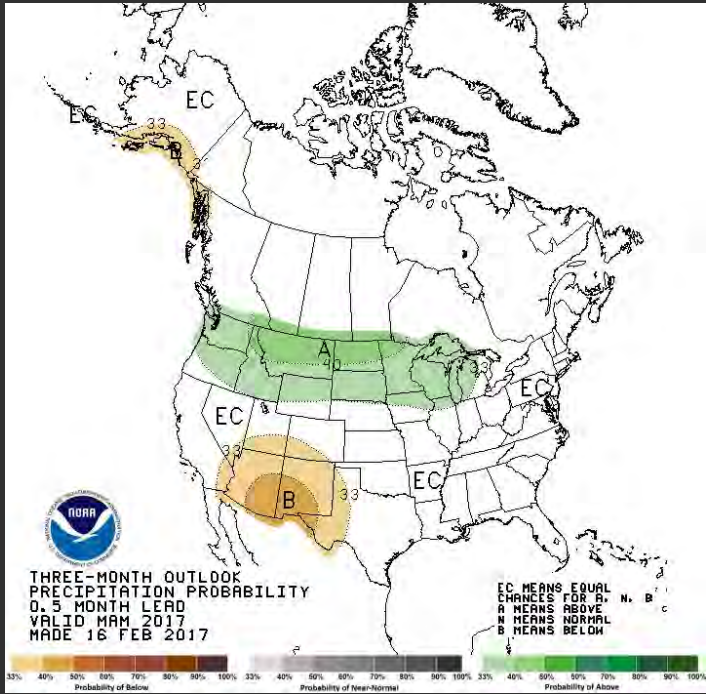 EC
EC
33
B
A
40
33
EC
EC
33
EC
B
33
NOAA
THREE-MONTH OUTLOOK
PRECIPITATION PROBABILITY
0.5 MONTH LEAD
VALID MAM 2017
MADE 16 FEB 2017
EC MEANS EQUAL
CHANCES FOR A, N, B
A MEANS ABOVE
N MEANS NORMAL
B MEANS BELOW
33% 40% 50% 60% 70% 80% 90% 100%
Probability of Below
33% 40% 50% 60% 70% 80% 90% 100%
Probability of Near-Normal
33% 40% 50% 60% 70% 80% 90% 100%
Probability of Above